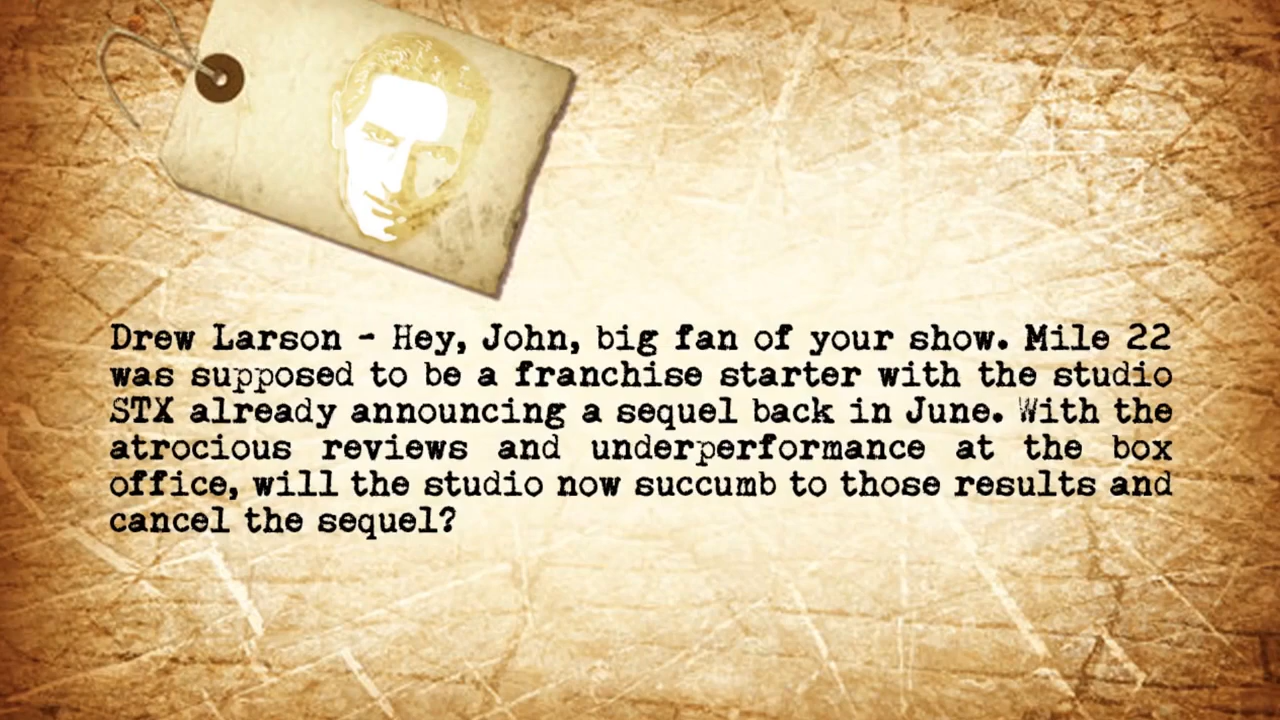 Drew Larson - Hey, John, big fan of your show. Mile 22
was supposed to be a franchise starter with the studio
STX already announcing a sequel back in June. With the
atrocious reviews and underperformance at the box
office, will the studio now succumb to those results and
cancel the sequel?